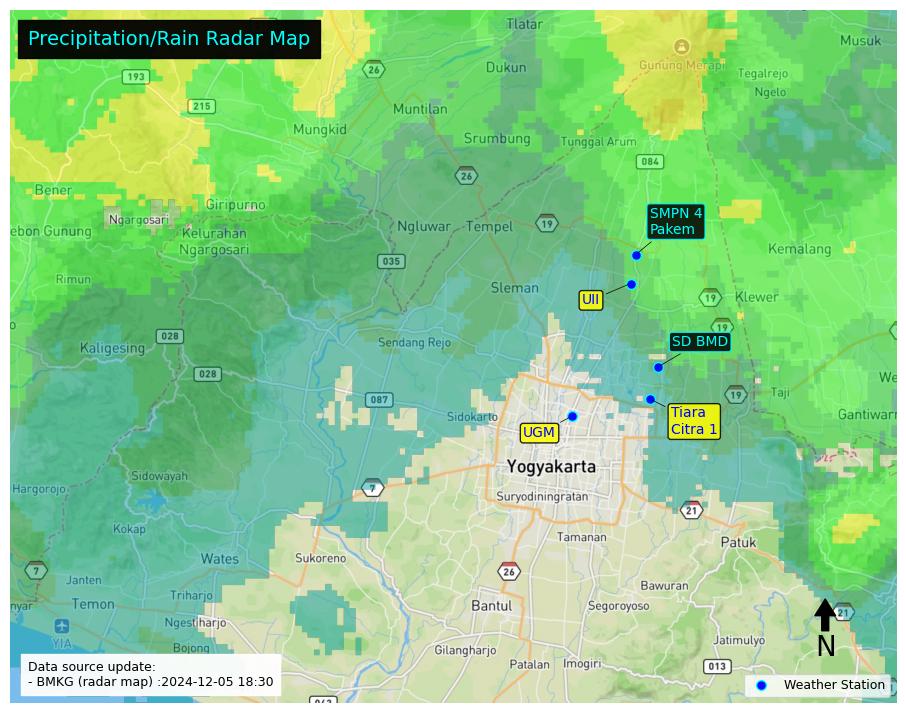 Precipitation/Rain Radar Map
Tlatar
Musuk
Gunung Merapi
26
193
Dukun
Tegalrejo
Ngelo
215
Muntilan
Mungkid
Srumbung
Tunggal Arum
084
26
Bener
Giripurno
Ngargosari
SMPN 4
Pakem
19
Ngluwar
Tempel
ebon Gunung
Kelurahan
Ngargosari
Kemalang
035
Rimun
Sleman
UII
19
Klewer
19
028
Kaligesing
Sendang Rejo
SD BMD
028
We
087
19
Taji
Sidokarto
Tiara
Citra 1
Gantiwarn
UGM
Yogyakarta
Sidowayah
Hargorojo
7
Suryodiningratan
21
Kokap
Tamanan
Patuk
Wates
Sukoreno
7
26
Janten
Bawuran
Triharjo
nyar
Temon
Bantul
Segoroyoso
21
Ngestiharjo
YIA
Jatimulyo
N
Bojong
Gilangharjo
Patalan
Imogiri
013
Data source update:
- BMKG (radar map) :2024-12-05 18:30
Weather Station